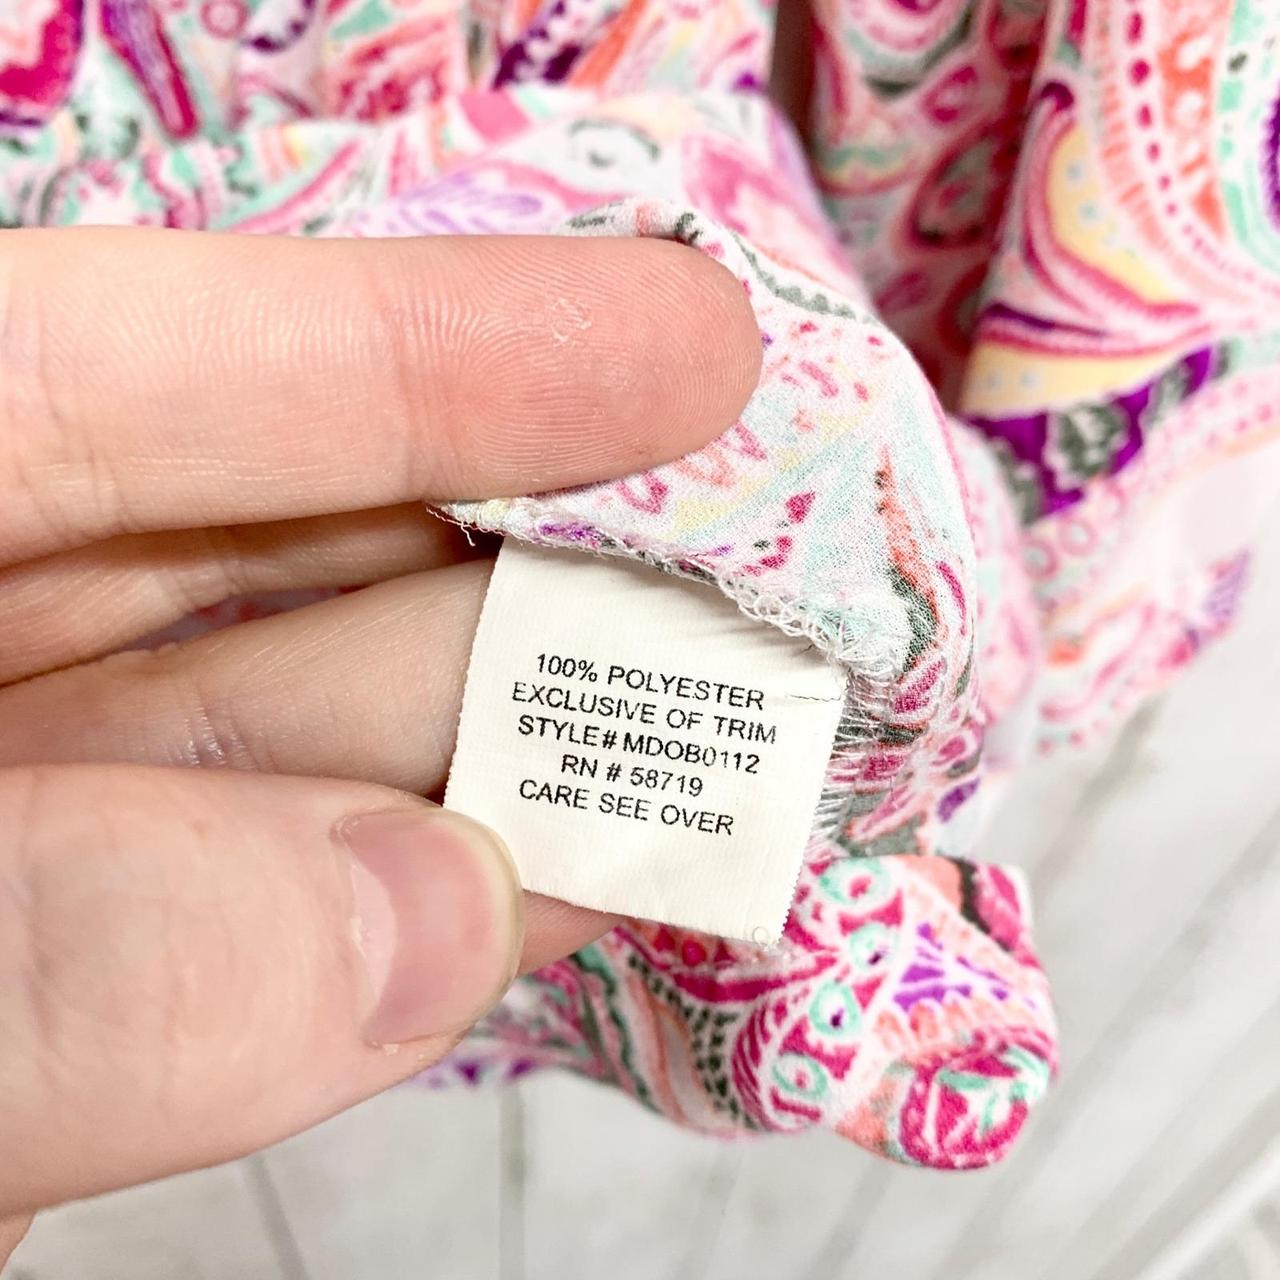 100% POLYESTER
EXCLUSIVE OF TRIM
STYLE# MDOB0112
RN # 58719
CARE SEE OVER